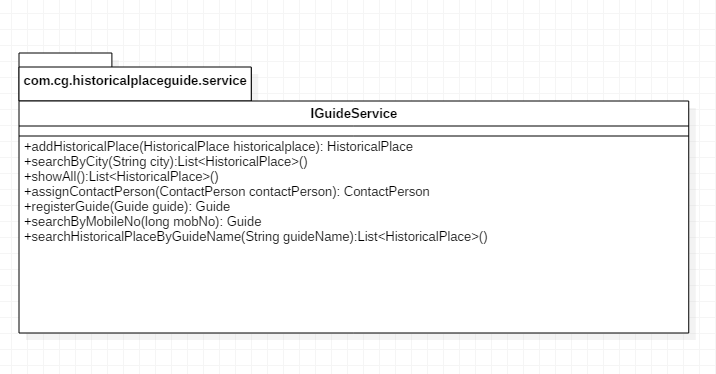 com.cg.historicalplaceguide.service
IGuideService
+addHistoricalPlace(HistoricalPlace historicalplace): HistoricalPlace
+searchByCity(String city):List<HistoricalPlace>()
+showAll():List<HistoricalPlace>()
+assignContactPerson(ContactPerson contactPerson): ContactPerson
+registerGuide(Guide guide): Guide
+searchByMobileNo(long mobNo): Guide
+searchHistoricalPlaceByGuideName(String guideName):List<HistoricalPlace>()